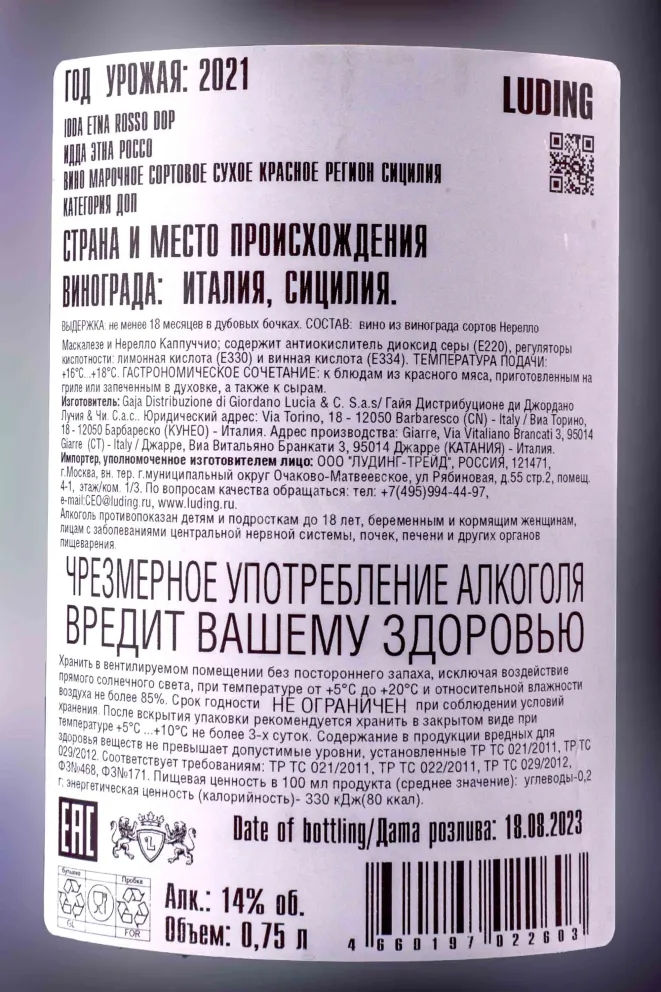 ГОД УРОЖАЯ: 2021
LUDING
IDDA ETNA ROSSO DOP
ИДДА ЭТНА РОССО
ВИНО МАРОЧНОЕ СОРТОВОЕ СУХОЕ КРАСНОЕ РЕГИОН СИЦИЛИЯ
КАТЕГОРИЯ ДОП
СТРАНА И МЕСТО ПРОИСХОЖДЕНИЯ
ВИНОГРАДА: ИТАЛИЯ, СИЦИЛИЯ.
ВЫДЕРЖКА: не менее 18 месяцев в дубовых бочках. СОСТАВ: вино из винограда сортов Нерелло
Маскалезе и Нерелло Каппуччио; содержит антиокислитель диоксид серы (Е220), регуляторы
кислотности: лимонная кислота (Е330) и винная кислота (Е334). ТЕМПЕРАТУРА ПОДАЧИ:
+16°С...+18°С. ГАСТРОНОМИЧЕСКОЕ СОЧЕТАНИЕ: к блюдам из красного мяса, приготовленным на
гриле или запеченным в духовке, а также к сырам.
Изготовитель: Gaja Distribuzione di Giordano Lucia & C. S.a.s/ Гайя Дистрибуционе ди Джордано
Лучия & Чи. С.а.с.. Юридический адрес: Via Torino, 18 - 12050 Barbaresco (CN) - Italy / Виа Торино,
18 - 12050 Барбареско (КУНЕО) - Италия. Адрес производства: Giarre, Via Vitaliano Brancati 3, 95014
Giarre (CT) - Italy / Джарре, Виа Витальяно Бранкати 3, 95014 Джарре (КАТАНИЯ) - Италия.
Импортер, уполномоченное изготовителем лицо: ООО "ЛУДИНГ-ТРЕЙД", РОССИЯ, 121471,
г.Москва, вн. тер. г.муниципальный округ Очаково-Матвеевское, ул Рябиновая, д.55 стр.2, помещ.
4-1, этаж/ком. 1/3. По вопросам качества обращаться: тел: +7(495)994-44-97,
e-mail:CEO@luding.ru, www.luding.ru.
Алкоголь противопоказан детям и подросткам до 18 лет, беременным и кормящим женщинам,
лицам с заболеваниями центральной нервной системы, почек, печени и других органов
пищеварения.
ЧРЕЗМЕРНОЕ УПОТРЕБЛЕНИЕ АЛКОГОЛЯ
ВРЕДИТ ВАШЕМУ ЗДОРОВЬЮ
Хранить в вентилируемом помещении без постороннего запаха, исключая воздействие
прямого солнечного света, при температуре от +5°С до +20°С и относительной влажности
воздуха не более 85%. Срок годности НЕ ОГРАНИЧЕН при соблюдении условий
хранения. После вскрытия упаковки рекомендуется хранить в закрытом виде при
температуре +5°С ...+10°С не более 3-х суток. Содержание в продукции вредных для
здоровья веществ не превышает допустимые уровни, установленные ТР ТС 021/2011, ТР ТС
029/2012. Соответствует требованиям: ТР ТС 021/2011, ТР ТС 022/2011, ТР ТС 029/2012,
ФЗ№468, ФЗ№171. Пищевая ценность в 100 мл продукта (среднее значение): углеводы-0,2
г; энергетическая ценность (калорийность)- 330 кДж(80 ккал).
EAC
L
Date of bottling/Дата розлива: 18.08.2023
бутылка
Пробка
GL
FOR
Алк.: 14% об.
Объем: 0,75 л
4 660197 022603